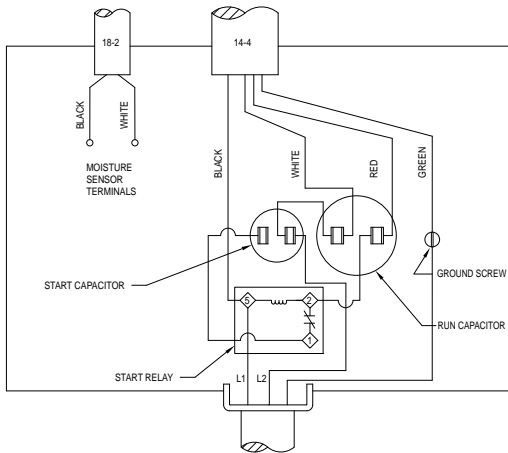 18-2
14-4
BLACK
WHITE
MOISTURE
SENSOR
TERMINALS
BLACK
WHITE
RED
GREEN
START CAPACITOR
GROUND SCREW
RUN CAPACITOR
5
2
1
START RELAY
L1
L2